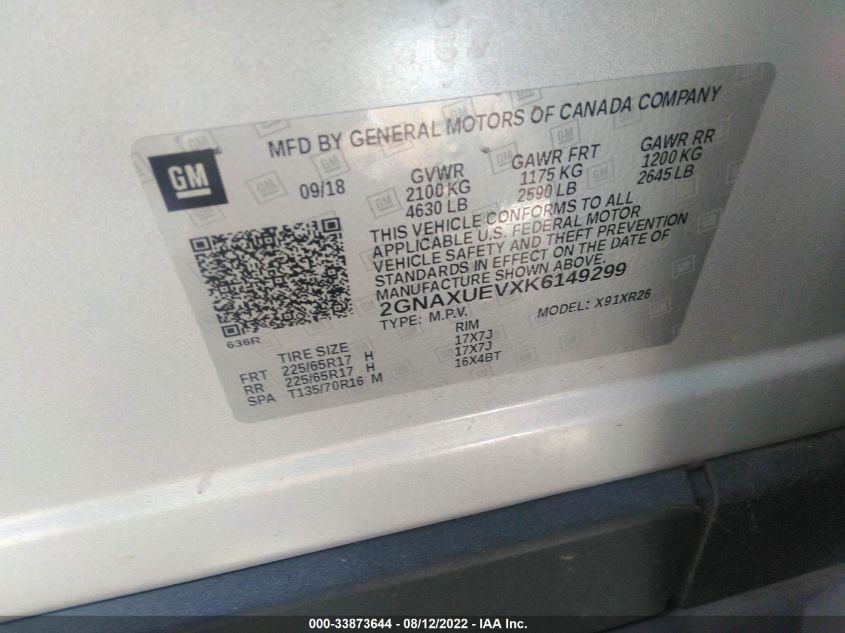 MFD BY GENERAL MOTORS OF CANADA COMPANY
GM
09/18
GVWR
2100 KG
4630 LB
GAWR FRT
1175 KG
2590 LB
GAWR RR
1200 KG
2645 LB
THIS VEHICLE CONFORMS TO ALL
APPLICABLE U.S. FEDERAL MOTOR
VEHICLE SAFETY AND THEFT PREVENTION
STANDARDS IN EFFECT ON THE DATE OF
MANUFACTURE SHOWN ABOVE.
2GNAXUEVXK6149299
TYPE: M.P.V.
MODEL: X91XR26
636R
TIRE SIZE
RIM
FRT 225/65R17 H 17X7J
RR 225/65R17 H 17X7J
SPA T135/70R16 M 16X4BT
000-33873644 - 08/12/2022 - IAA Inc.